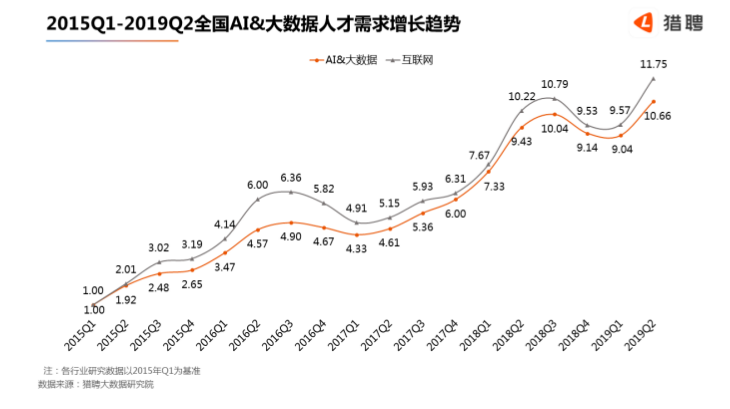 2015Q1-2019Q2全国AI&大数据人才需求增长趋势
猎聘
AI&大数据 互联网
1.00 2.01 3.02 3.19 4.14 6.00 6.36 5.82 4.91 5.15 5.93 6.31 7.67 10.22 10.79 9.53 9.57 11.75
1.00 1.92 2.48 2.65 3.47 4.57 4.90 4.67 4.33 4.61 5.36 6.00 7.33 9.43 10.04 9.14 9.04 10.66
2015Q1 2015Q2 2015Q3 2015Q4 2016Q1 2016Q2 2016Q3 2016Q4 2017Q1 2017Q2 2017Q3 2017Q4 2018Q1 2018Q2 2018Q3 2018Q4 2019Q1 2019Q2
注：各行业研究数据以2015年Q1为基准
数据来源：猎聘大数据研究院